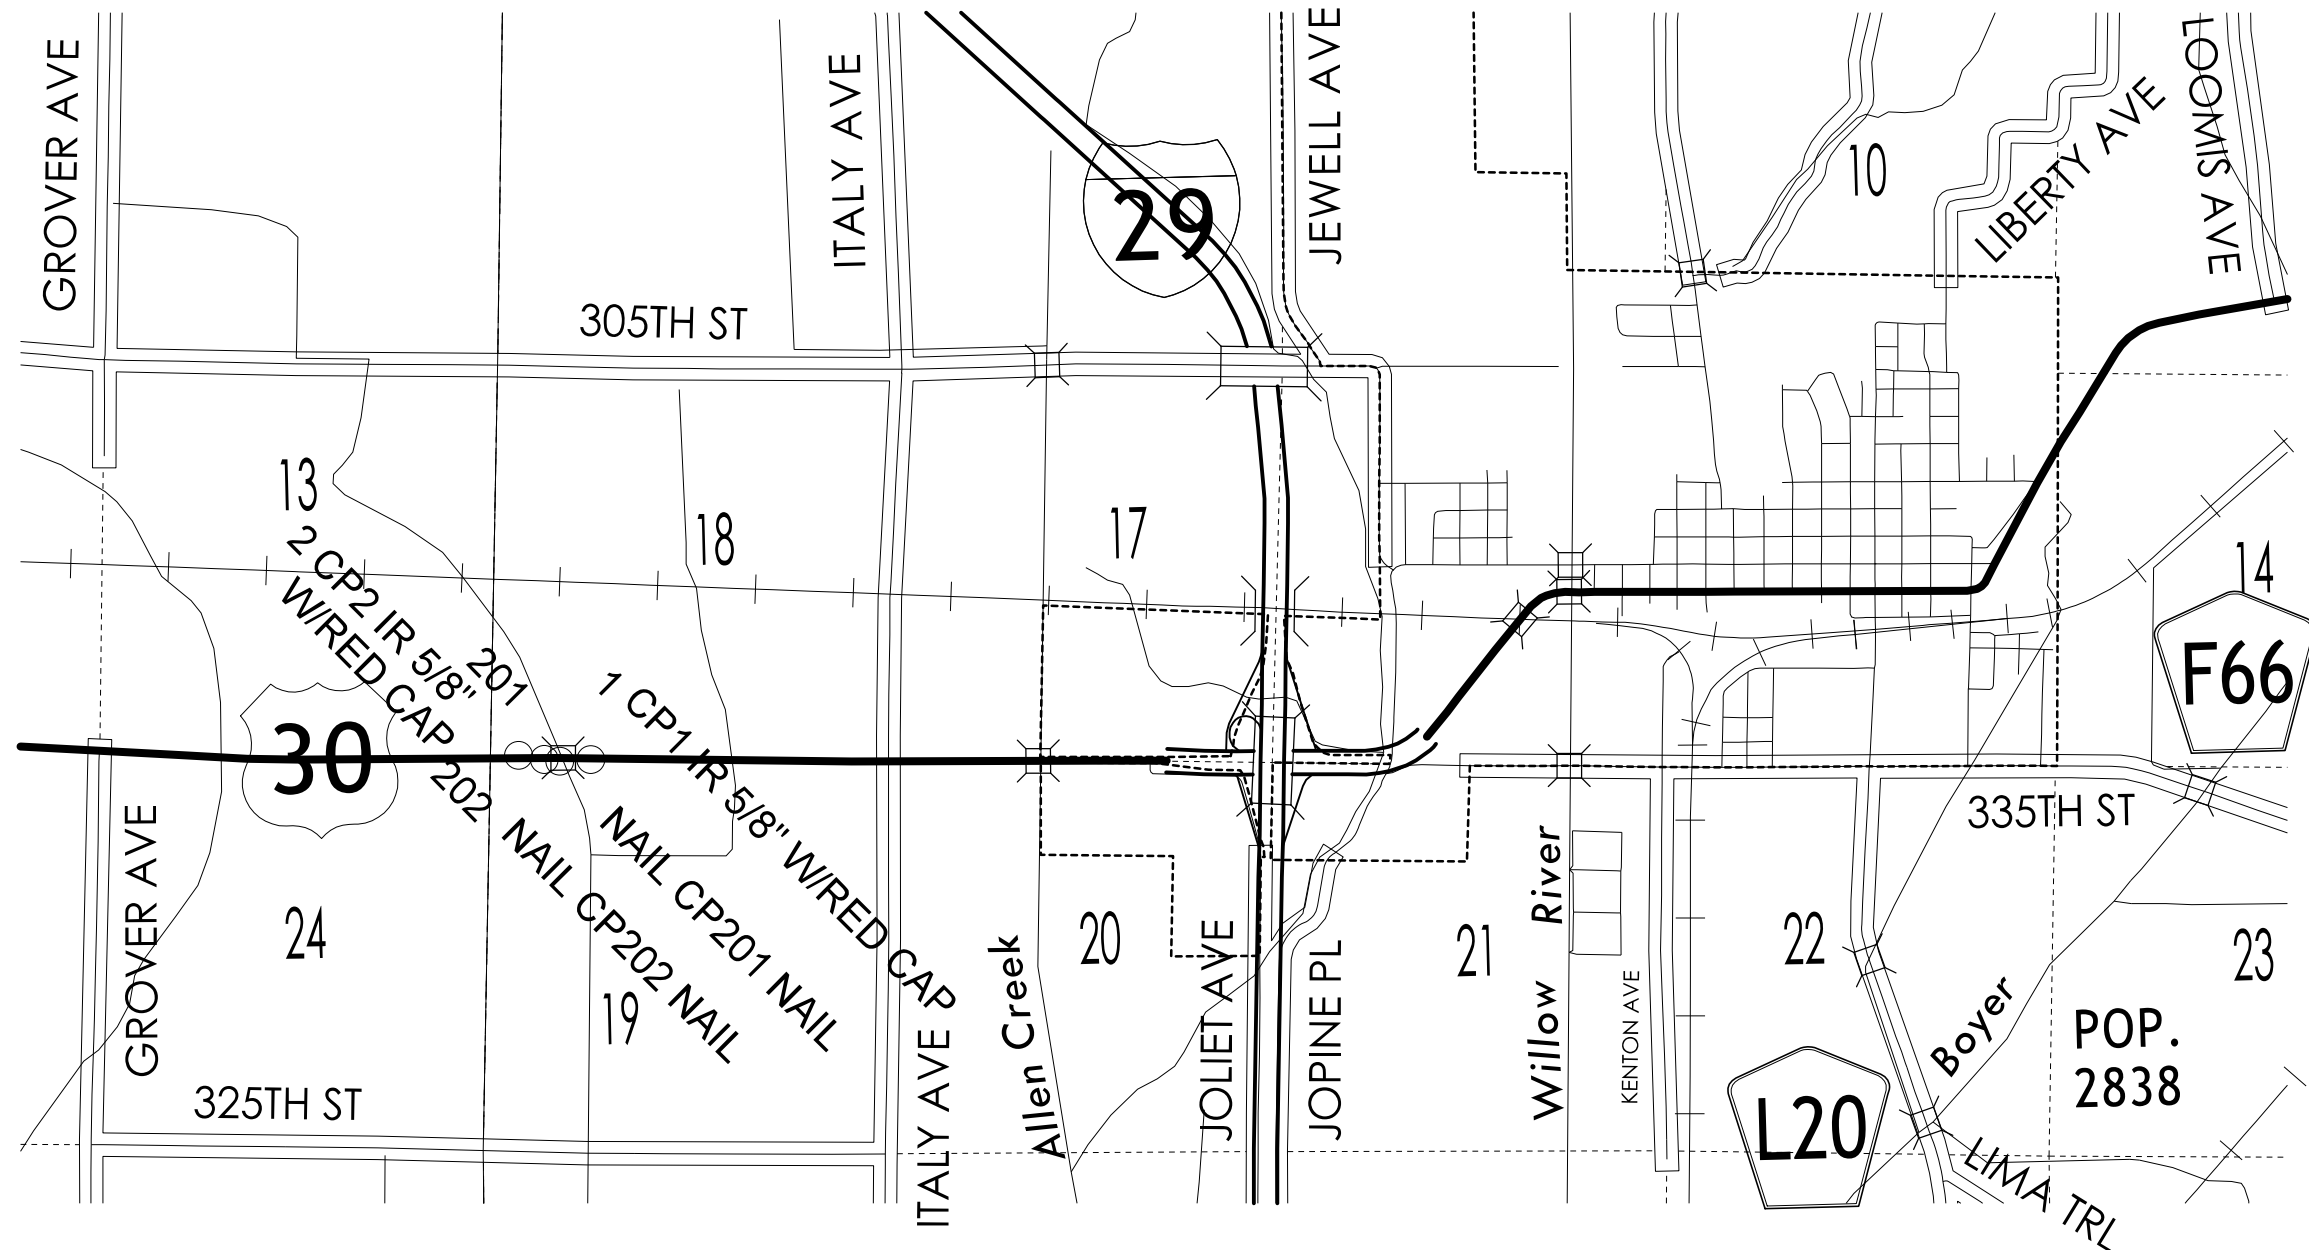 GROVER AVE
ITALY AVE
29
JEWELL AVE
10
LIBERTY AVE
LOOMIS AVE
305TH ST
13
18
17
14
2 CP2 IR 5/8"
W/RED CAP
201
202
1 CP1 IR 5/8" W/RED CAP
NAIL CP201 NAIL
NAIL CP202 NAIL
30
F66
335TH ST
GROVER AVE
24
19
20
21
22
23
325TH ST
ITALY AVE
Allen Creek
JOLIET AVE
JOPINE PL
Willow River
KENTON AVE
L20
Boyer
POP.
2838
LIMA TRL